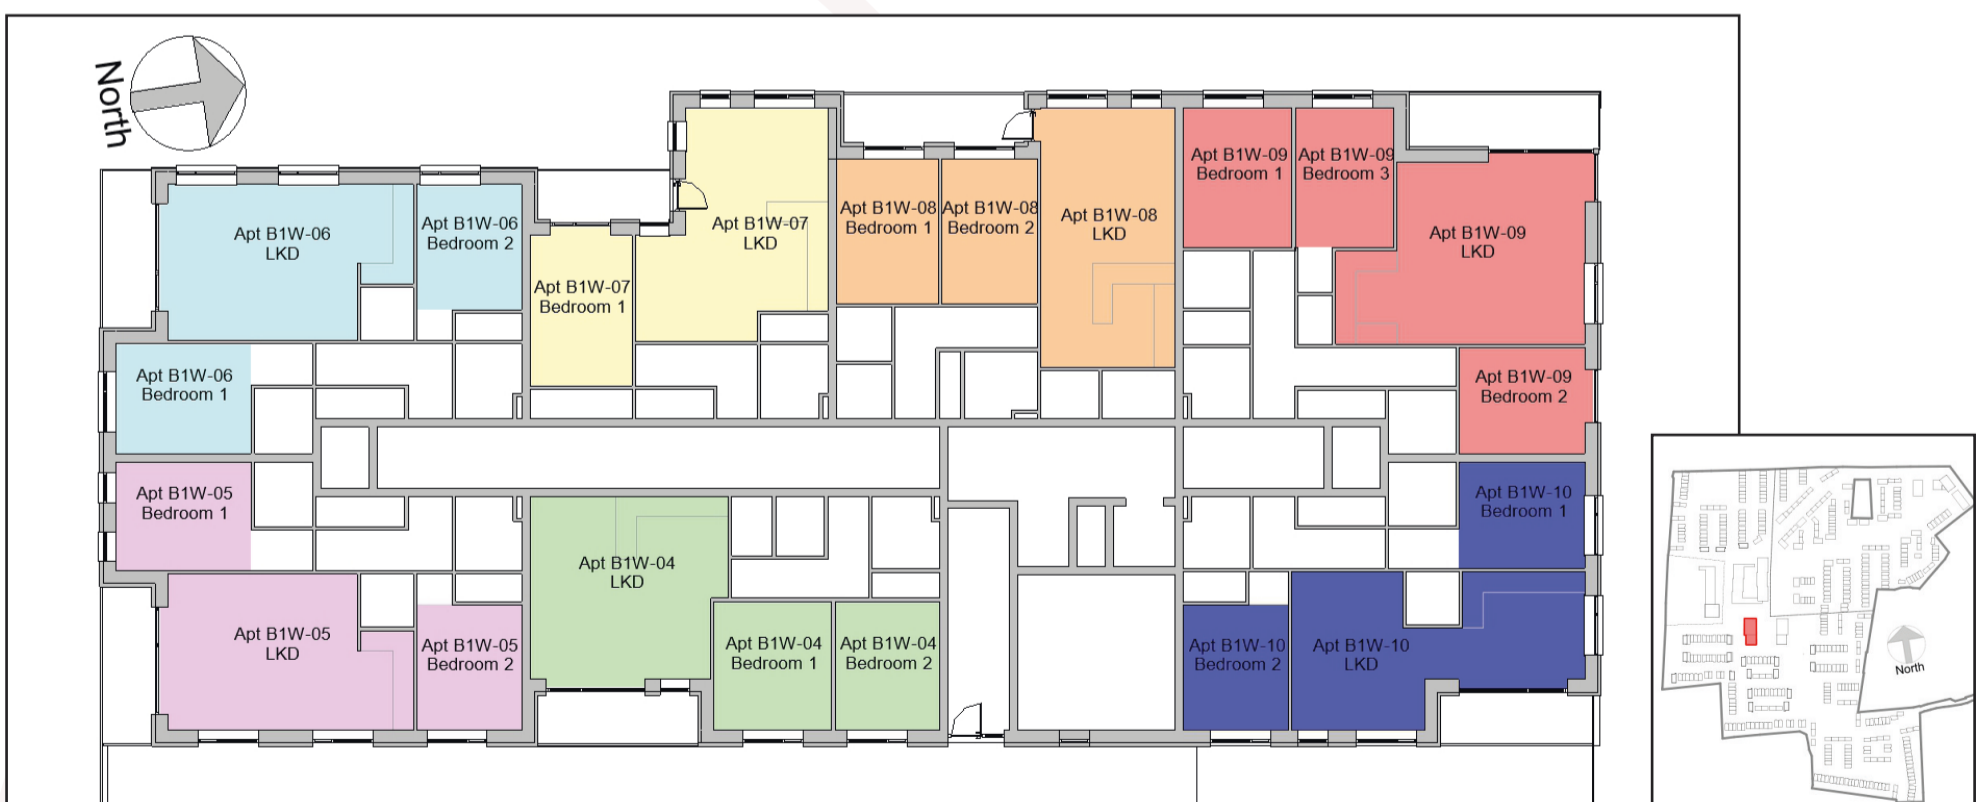 North
Apt B1W-06
LKD
Apt B1W-06
Bedroom 2
Apt B1W-07
Bedroom 1
Apt B1W-07
LKD
Apt B1W-08
Bedroom 1
Apt B1W-08
Bedroom 2
Apt B1W-08
LKD
Apt B1W-09
Bedroom 1
Apt B1W-09
Bedroom 3
Apt B1W-09
LKD
Apt B1W-06
Bedroom 1
Apt B1W-09
Bedroom 2
Apt B1W-05
Bedroom 1
Apt B1W-10
Bedroom 1
Apt B1W-05
LKD
Apt B1W-05
Bedroom 2
Apt B1W-04
LKD
Apt B1W-04
Bedroom 1
Apt B1W-04
Bedroom 2
Apt B1W-10
Bedroom 2
Apt B1W-10
LKD
North